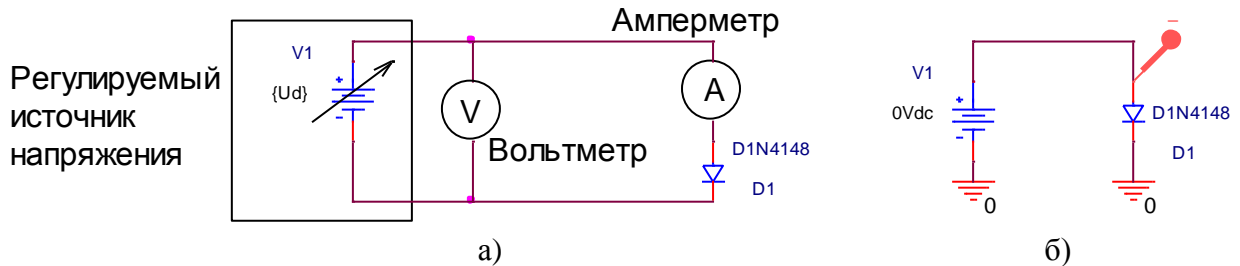 Регулируемый
источник
напряжения
V1
+
{Ud}
-
V
Вольтметр
Амперметр
A
D1N4148
D1
а)
V1
+
0Vdc
-
0
D1N4148
D1
0
б)